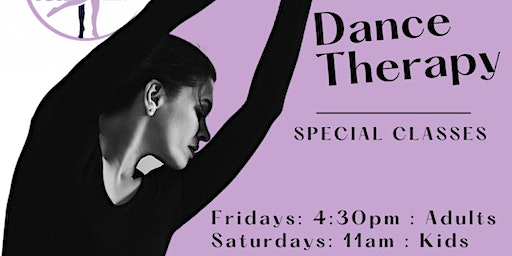 Dance
Therapy
SPECIAL CLASSES
Fridays: 4:30pm : Adults
Saturdays: 11am : Kids